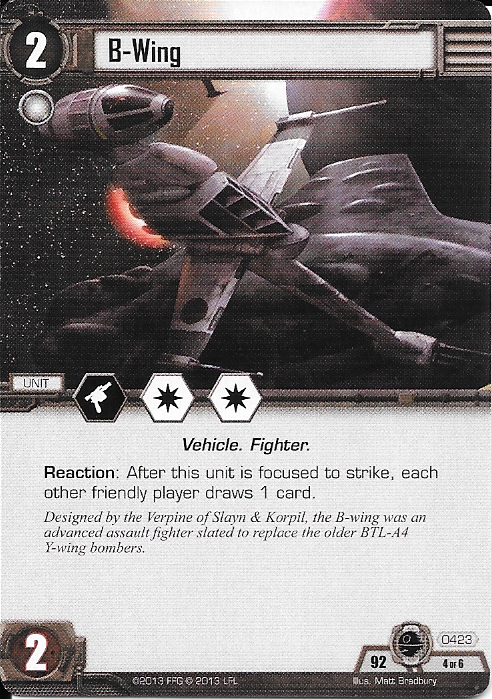 2
B-Wing
UNIT
Vehicle. Fighter.
Reaction: After this unit is focused to strike, each
other friendly player draws 1 card.
Designed by the Verpine of Slayn & Korpil, the B-wing was an
advanced assault fighter slated to replace the older BTL-A4
Y-wing bombers.
2
92
0423
4 of 6
©2013 FFG © 2013 LFL
Illus. Matt Bradbury